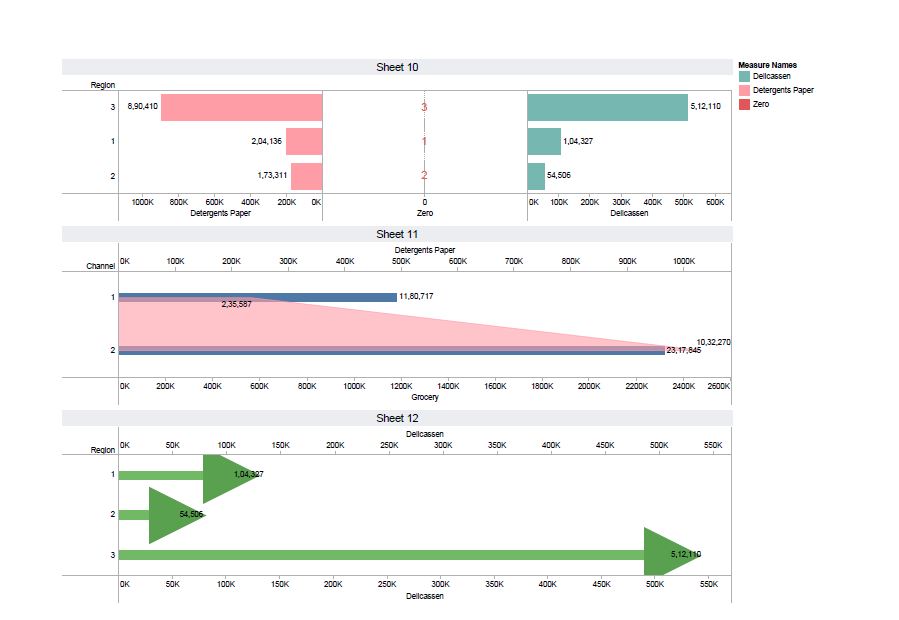 Sheet 10
Measure Names
Delicassen
Detergents Paper
Zero
Region
3 8,90,410 3 5,12,110
1 2,04,136 1 1,04,327
2 1,73,311 2 54,506
1000K 800K 600K 400K 200K 0K 0 0K 100K 200K 300K 400K 500K 600K
Detergents Paper Zero Delicassen
Sheet 11
Detergents Paper
Channel 0K 100K 200K 300K 400K 500K 600K 700K 800K 900K 1000K
1 11,80,717
2,35,587
10,32,270
2 23,17,845
0K 200K 400K 600K 800K 1000K 1200K 1400K 1600K 1800K 2000K 2200K 2400K 2600K
Grocery
Sheet 12
Delicassen
Region 0K 50K 100K 150K 200K 250K 300K 350K 400K 450K 500K 550K
1 1,04,327
2 54,506
3 5,12,110
0K 50K 100K 150K 200K 250K 300K 350K 400K 450K 500K 550K
Delicassen